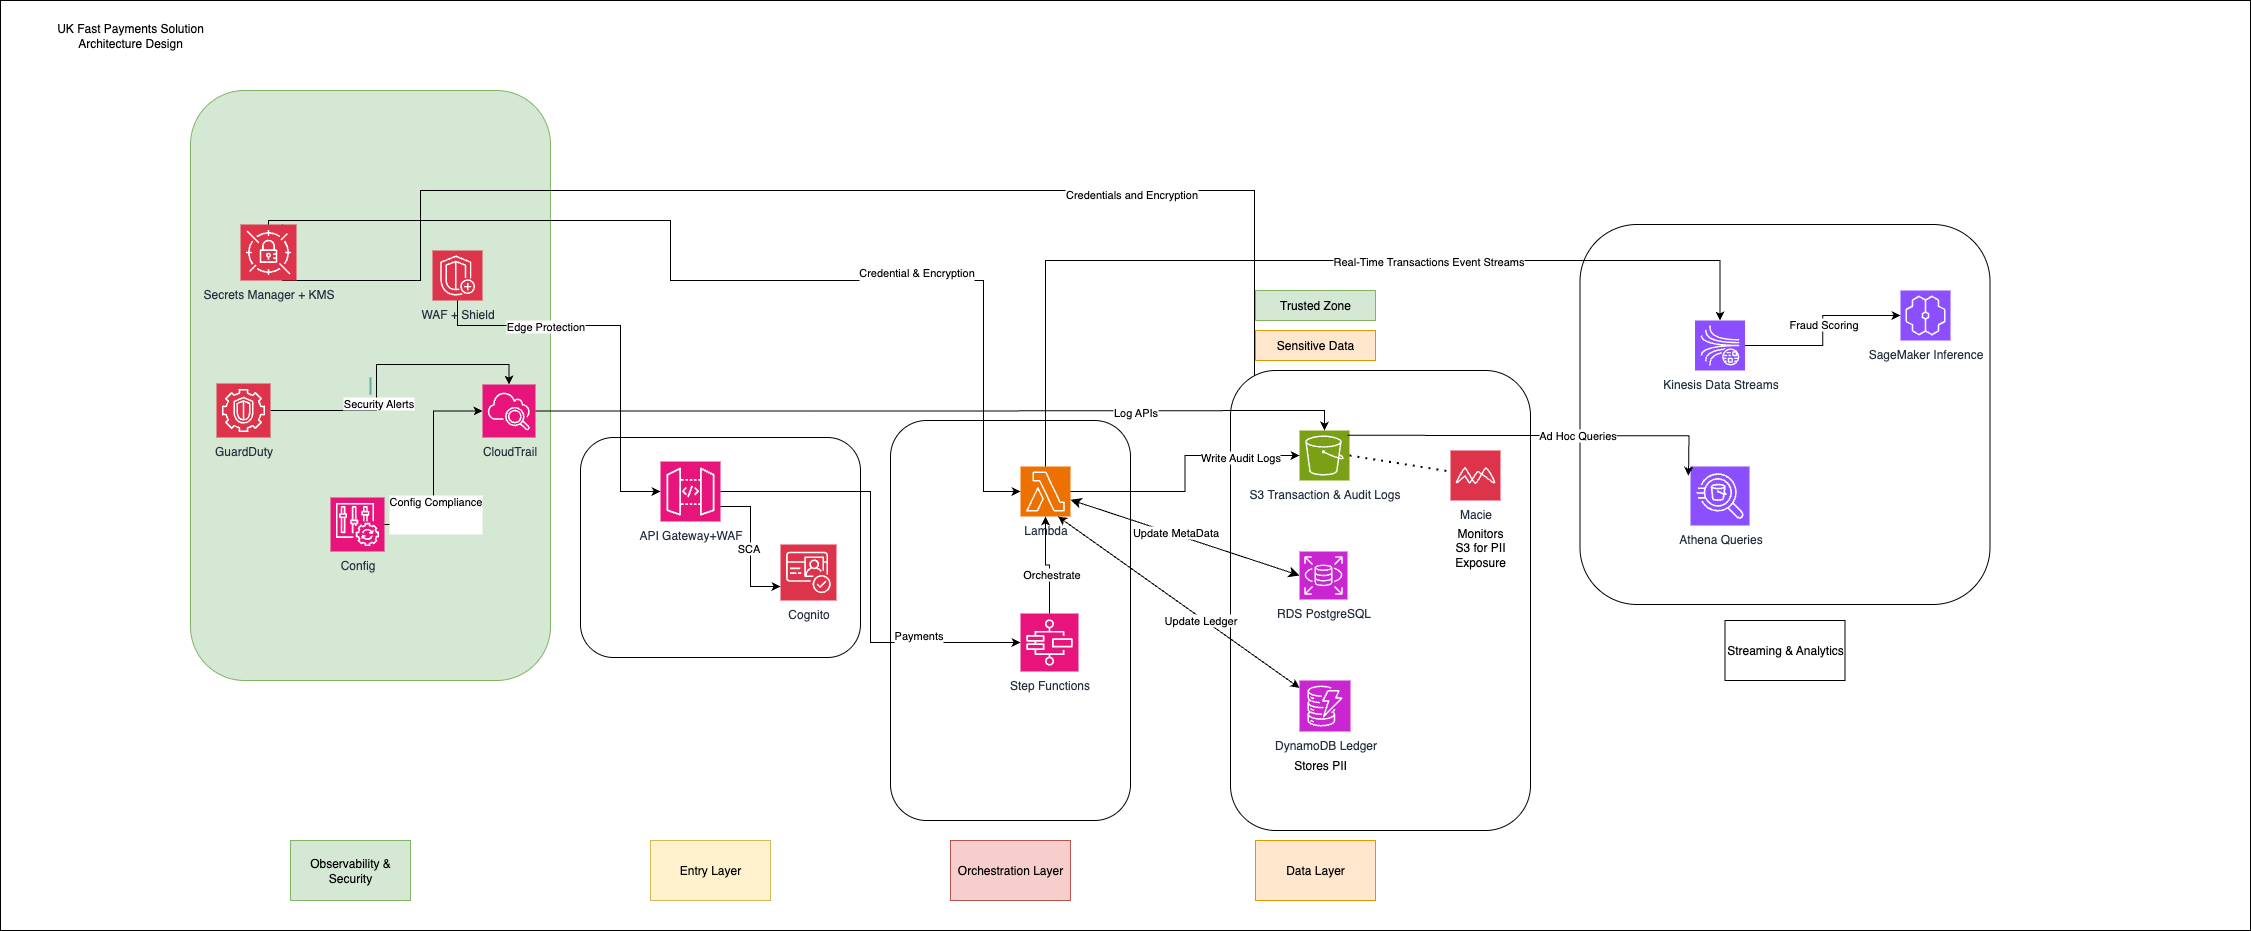 UK Fast Payments Solution
Architecture Design
Credentials and Encryption
Secrets Manager + KMS
Credential & Encryption
WAF + Shield
Edge Protection
Security Alerts
GuardDuty
CloudTrail
Log APIs
Config Compliance
Config
API Gateway+WAF
SCA
Cognito
Payments
Lambda
Orchestrate
Step Functions
Real-Time Transactions Event Streams
Trusted Zone
Sensitive Data
Write Audit Logs
S3 Transaction & Audit Logs
Macie
Monitors
S3 for PII
Exposure
Update MetaData
RDS PostgreSQL
Update Ledger
DynamoDB Ledger
Stores PII
Ad Hoc Queries
Fraud Scoring
Kinesis Data Streams
SageMaker Inference
Athena Queries
Streaming & Analytics
Observability &
Security
Entry Layer
Orchestration Layer
Data Layer